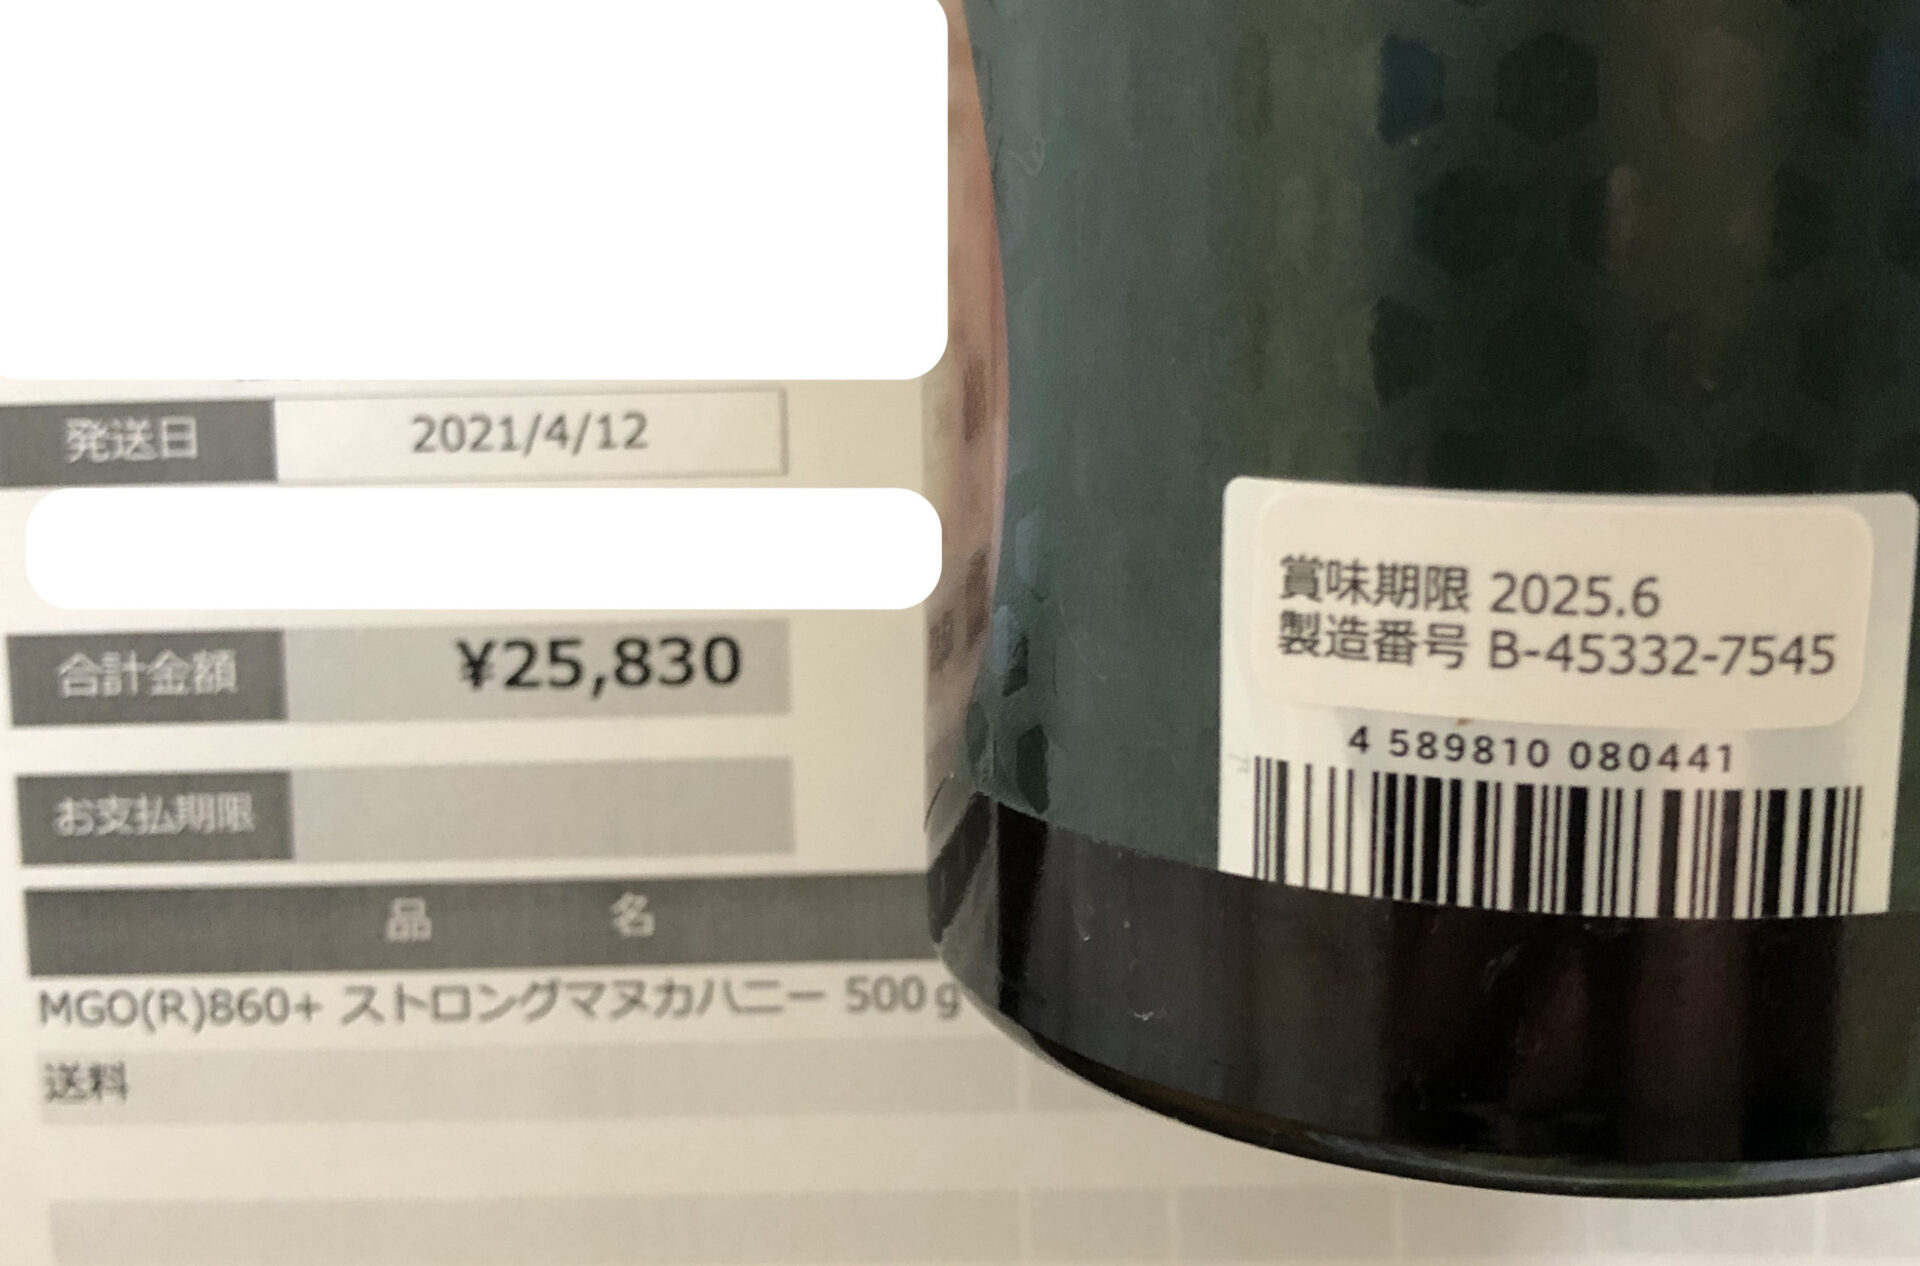 発送日 2021/4/12
合計金額 ¥25,830
お支払期限
品名
MGO(R)860+ ストロングマヌカハニー 500g
送料
賞味期限 2025.6
製造番号 B-45332-7545
4 589810 080441